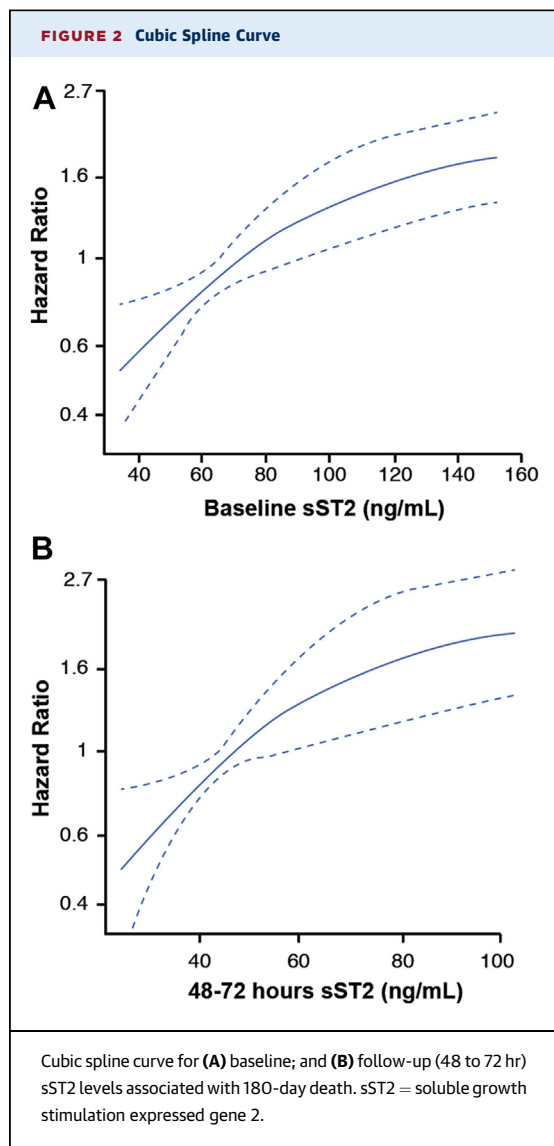 FIGURE 2 Cubic Spline Curve
A
2.7
1.6
1
0.6
0.4
Hazard Ratio
40 60 80 100 120 140 160
Baseline sST2 (ng/mL)
B
2.7
1.6
1
0.6
0.4
Hazard Ratio
40 60 80 100
48-72 hours sST2 (ng/mL)
Cubic spline curve for (A) baseline; and (B) follow-up (48 to 72 hr)
sST2 levels associated with 180-day death. sST2 = soluble growth
stimulation expressed gene 2.